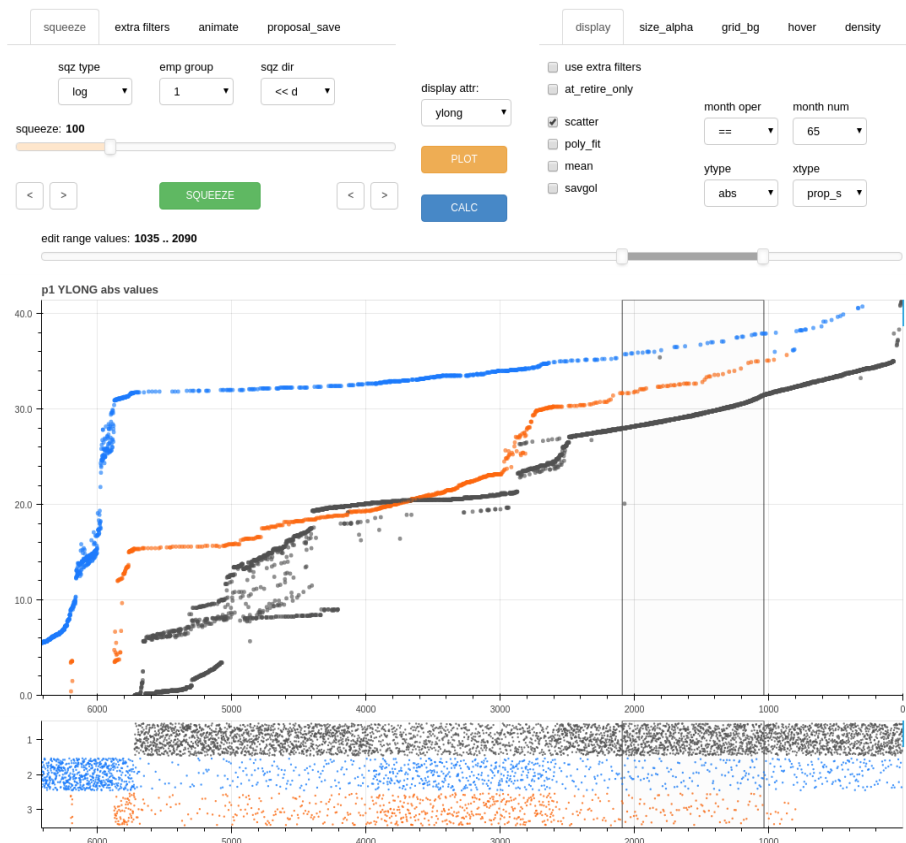 squeeze extra filters animate proposal_save
display size_alpha grid_bg hover density
sqz type emp group sqz dir
log 1 << d
squeeze: 100
< > SQUEEZE < >
display attr:
ylong
PLOT
CALC
use extra filters
at_retire_only
scatter
poly_fit
mean
savgol
month oper month num
== 65
ytype xtype
abs prop_s
edit range values: 1035 .. 2090
p1 YLONG abs values
40.0
30.0
20.0
10.0
0.0
6000 5000 4000 3000 2000 1000 0
1
2
3
6000 5000 4000 3000 2000 1000 0